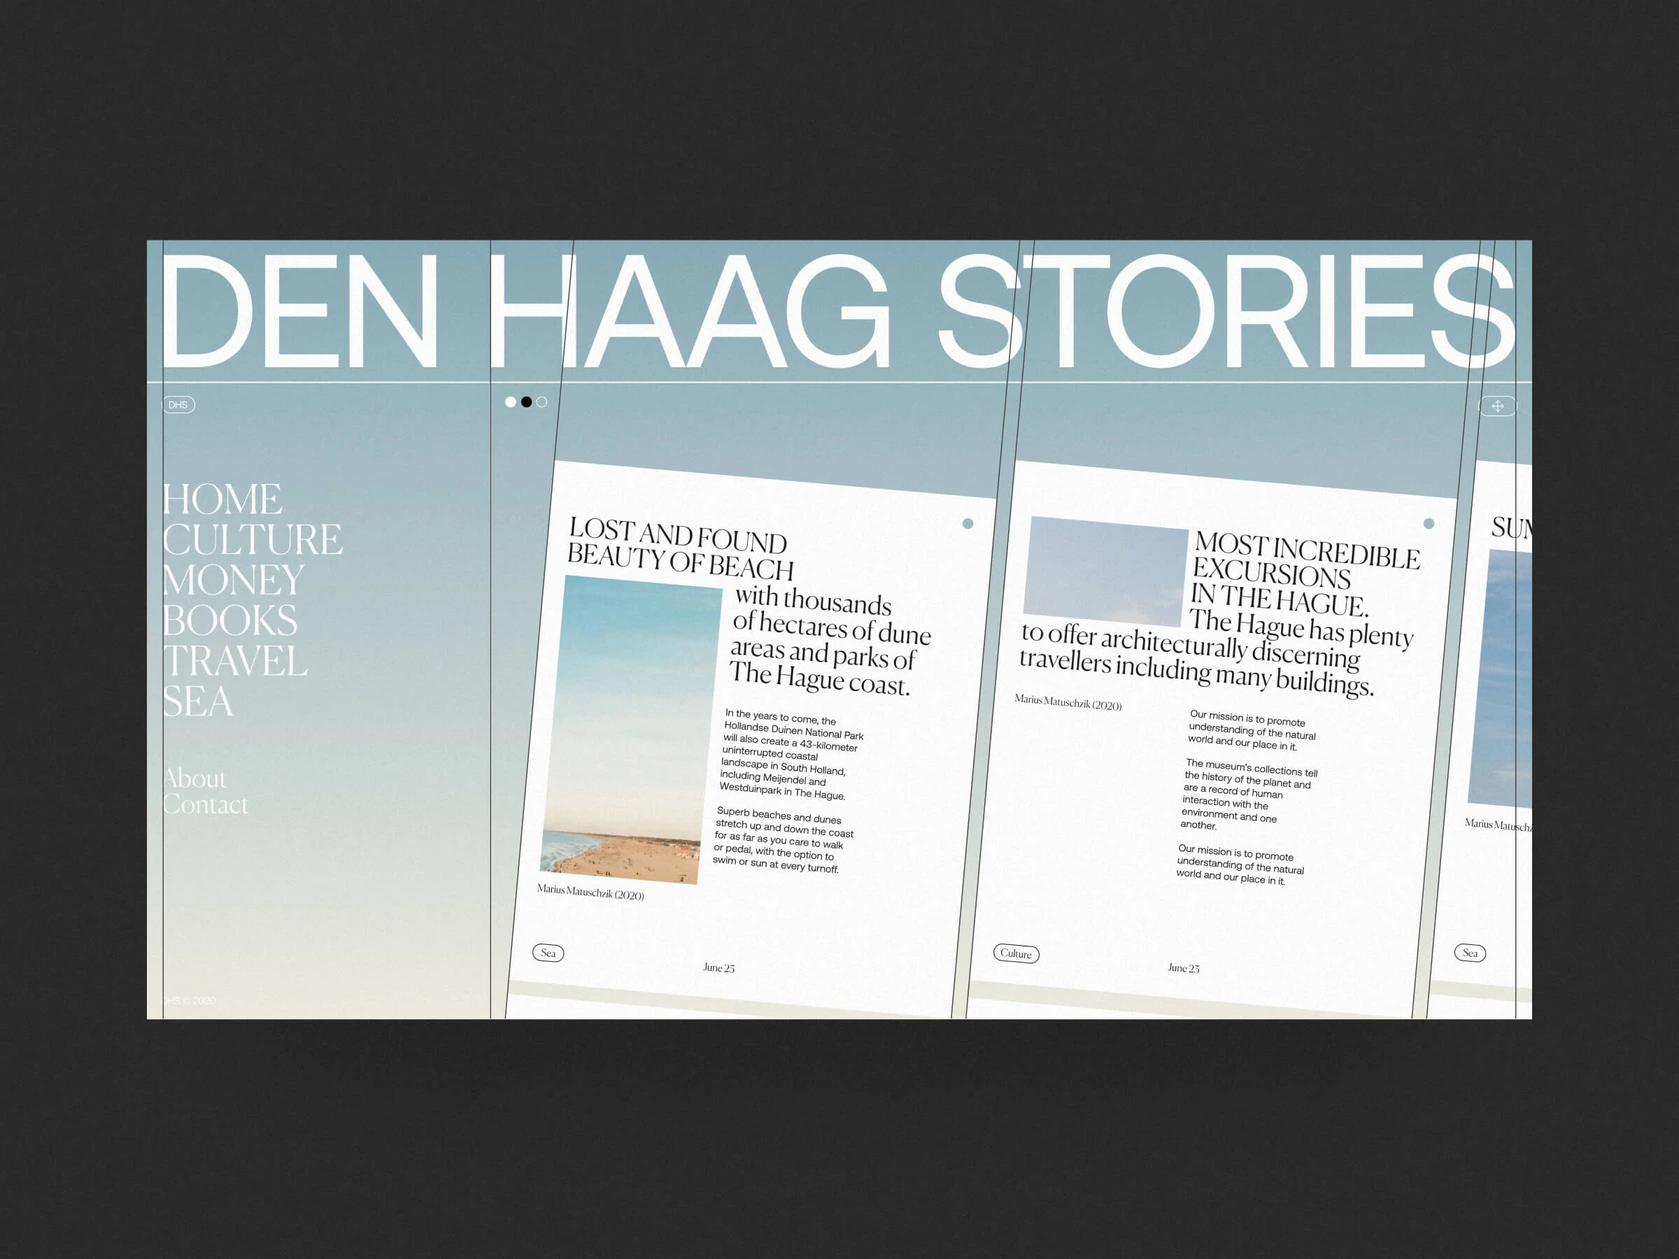 DEN HAAG STORIES
DHS
HOME
CULTURE
MONEY
BOOKS
TRAVEL
SEA
About
Contact
DHS © 2020
LOST AND FOUND
BEAUTY OF BEACH
with thousands
of hectares of dune
areas and parks of
The Hague coast.
In the years to come, the
Hollandse Duinen National Park
will also create a 43-kilometer
uninterrupted coastal
landscape in South Holland,
including Meijendel and
Westduinpark in The Hague.
Superb beaches and dunes
stretch up and down the coast
for as far as you care to walk
or pedal, with the option to
swim or sun at every turnoff.
Marius Matuschzik (2020)
Sea
June 25
MOST INCREDIBLE
EXCURSIONS
IN THE HAGUE.
The Hague has plenty
to offer architecturally discerning
travellers including many buildings.
Marius Matuschzik (2020)
Our mission is to promote
understanding of the natural
world and our place in it.
The museum's collections tell
the history of the planet and
are a record of human
interaction with the
environment and one
another.
Our mission is to promote
understanding of the natural
world and our place in it.
Culture
June 25
SUM
Marius Matuschz
Sea